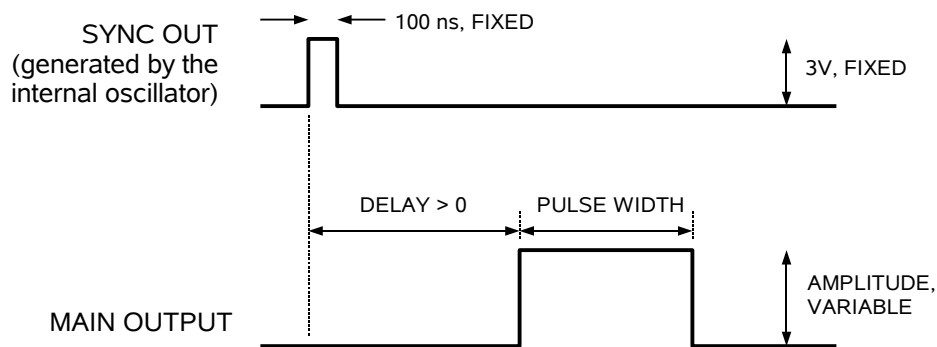 100 ns, FIXED
SYNC OUT
(generated by the
internal oscillator)
3V, FIXED
DELAY > 0
PULSE WIDTH
AMPLITUDE,
VARIABLE
MAIN OUTPUT